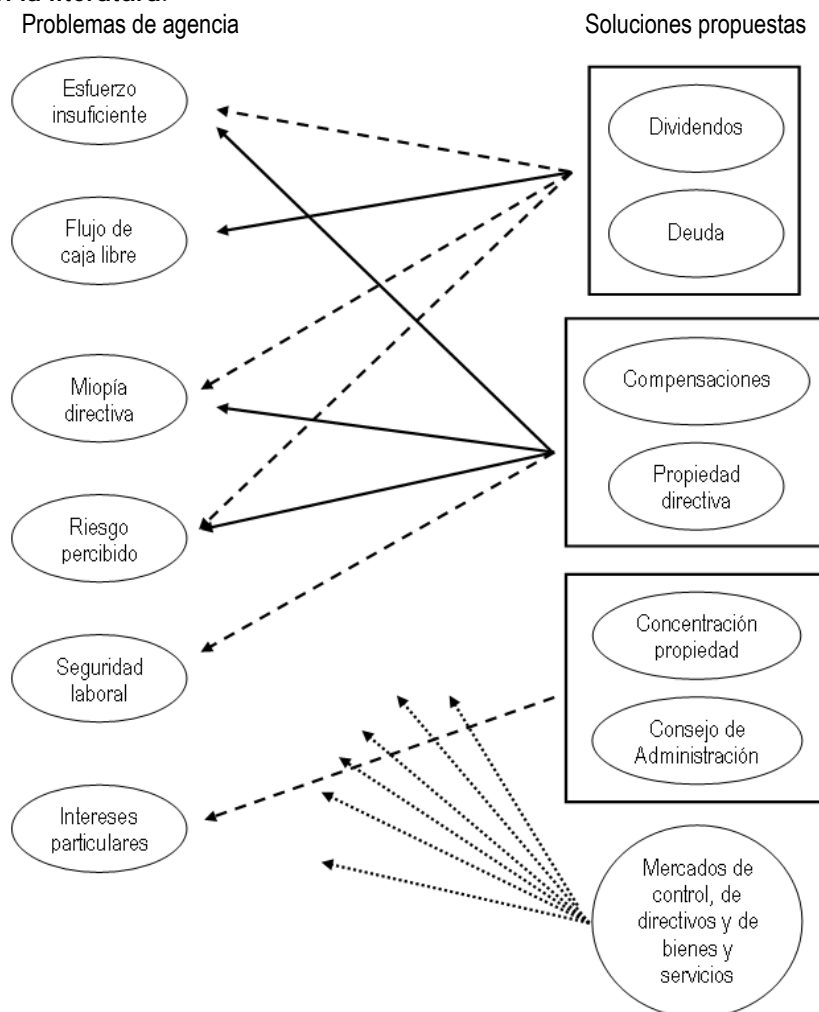 la literatura.
Problemas de agencia
Soluciones propuestas
Esfuerzo
insuficiente
Flujo de
caja libre
Miopía
directiva
Riesgo
percibido
Seguridad
laboral
Intereses
particulares
Dividendos
Deuda
Compensaciones
Propiedad
directiva
Concentración
propiedad
Consejo de
Administración
Mercados de
control, de
directivos y de
bienes y
servicios